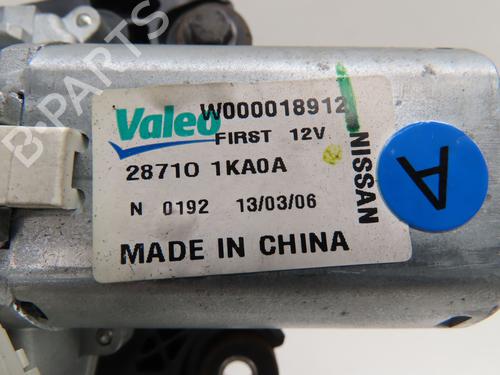 B-PARTS
Valeo W000018912
FIRST 12V
28710 1KA0A
N 0192 13/03/06
MADE IN CHINA
NISSAN
A